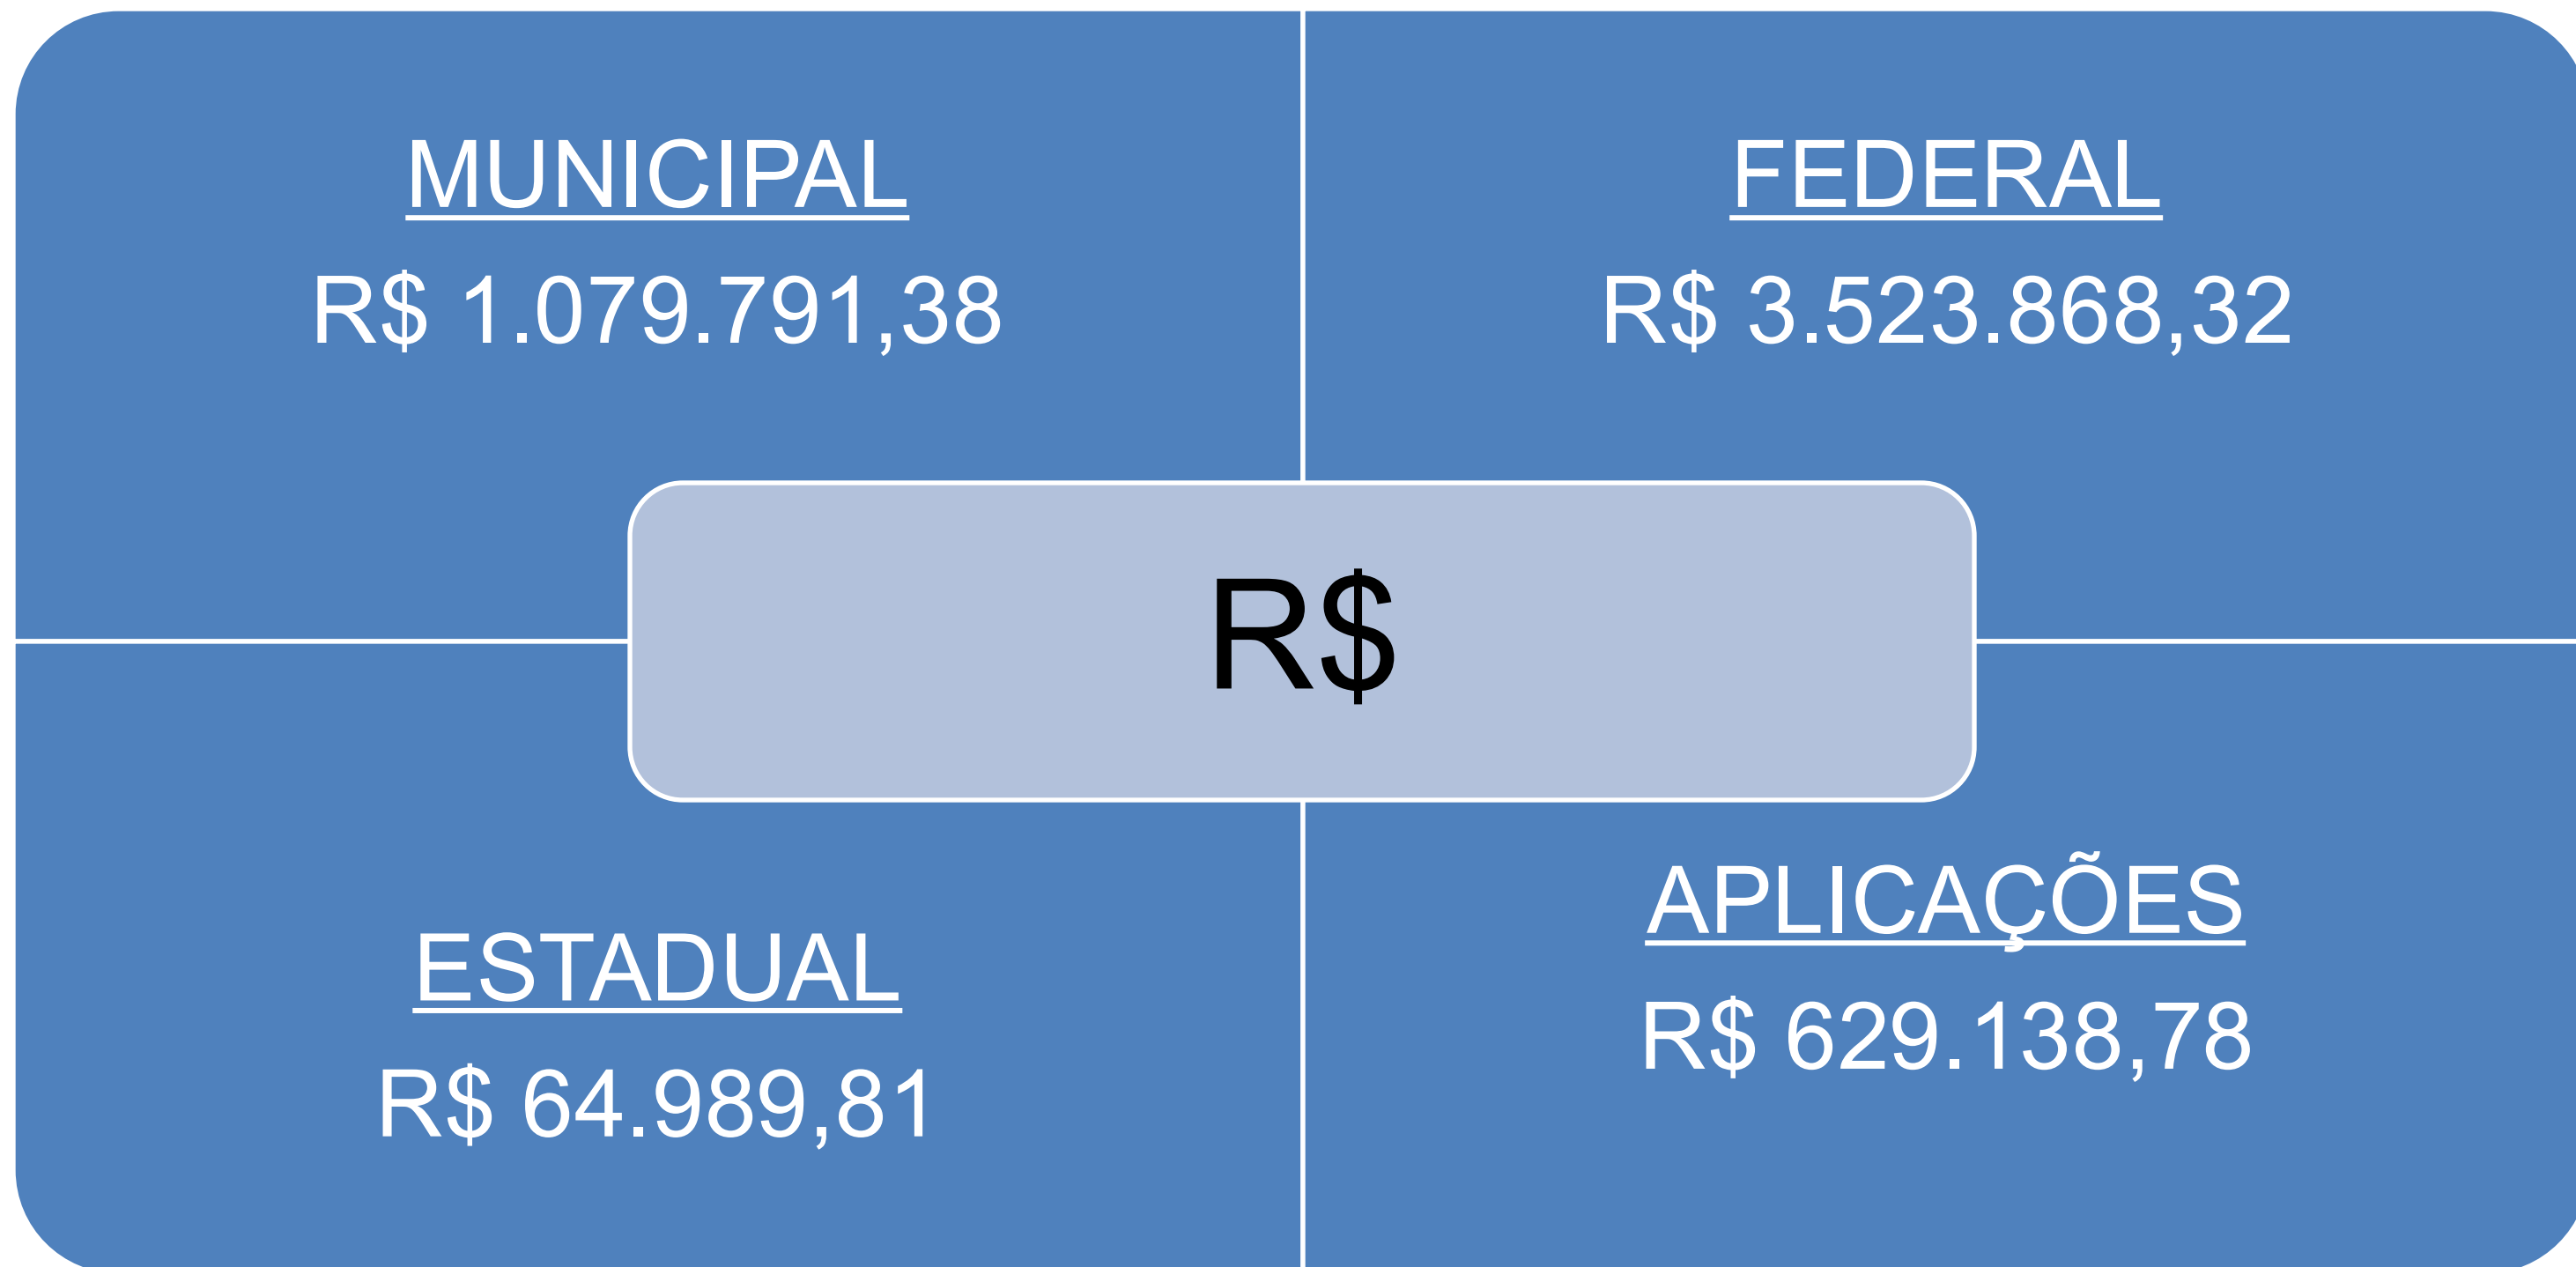 MUNICIPAL
R$ 1.079.791,38
FEDERAL
R$ 3.523.868,32
R$
ESTADUAL
R$ 64.989,81
APLICAÇÕES
R$ 629.138,78